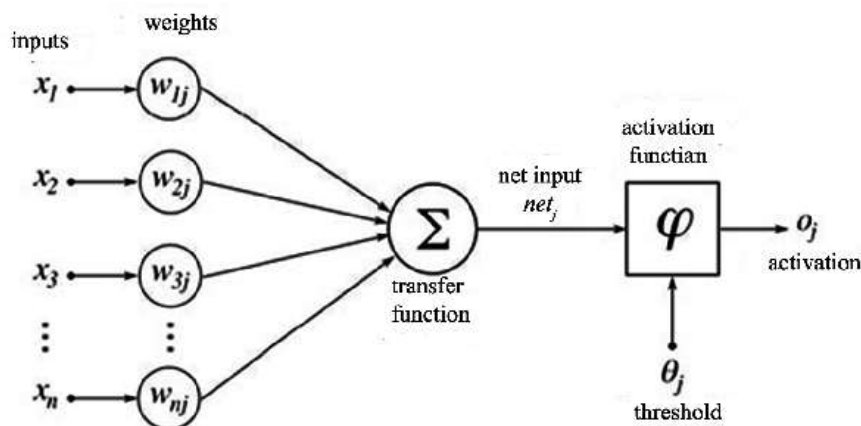 inputs
weights
x1
w1j
x2
w2j
x3
w3j
⋮
⋮
xn
wnj
Σ
transfer
function
net input
netj
activation
functian
φ
oj
activation
θj
threshold